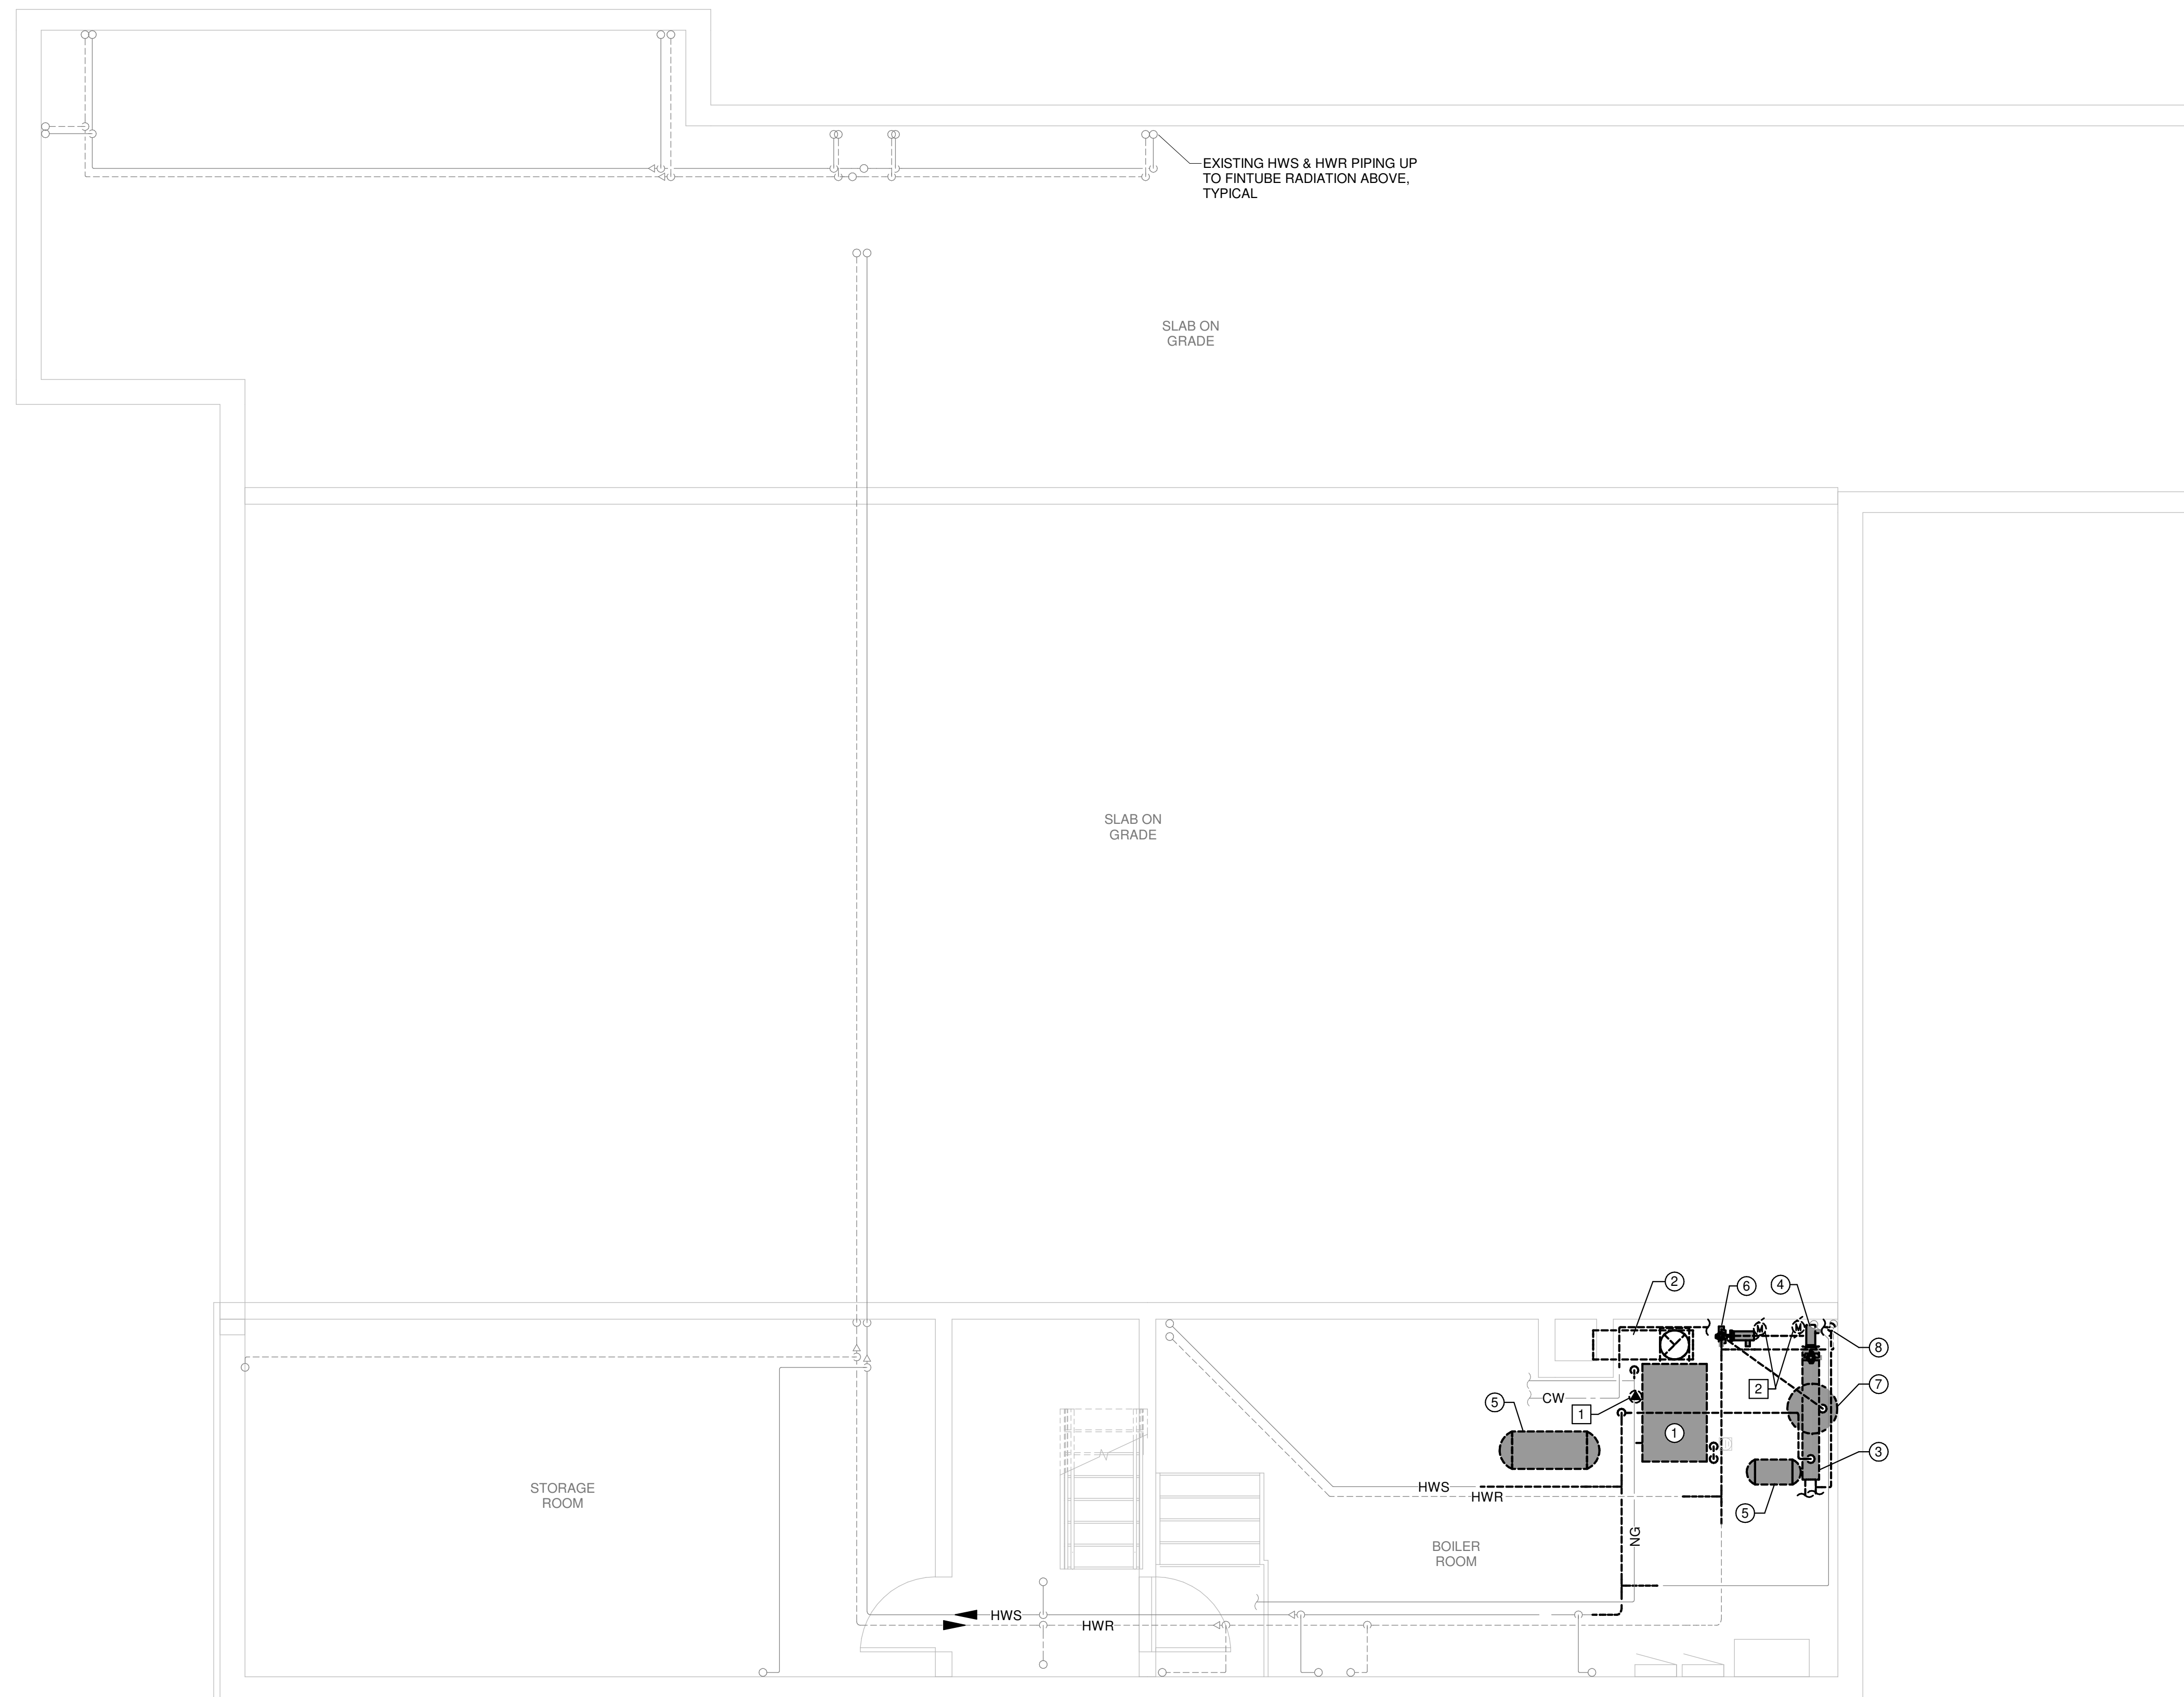 EXISTING HWS & HWR PIPING UP
TO FINTUBE RADIATION ABOVE,
TYPICAL
SLAB ON
GRADE
SLAB ON
GRADE
2
6
4
M
M
8
2
7
CW
5
1
1
3
HWS
HWR
STORAGE
ROOM
5
NG
BOILER
ROOM
HWS
HWR